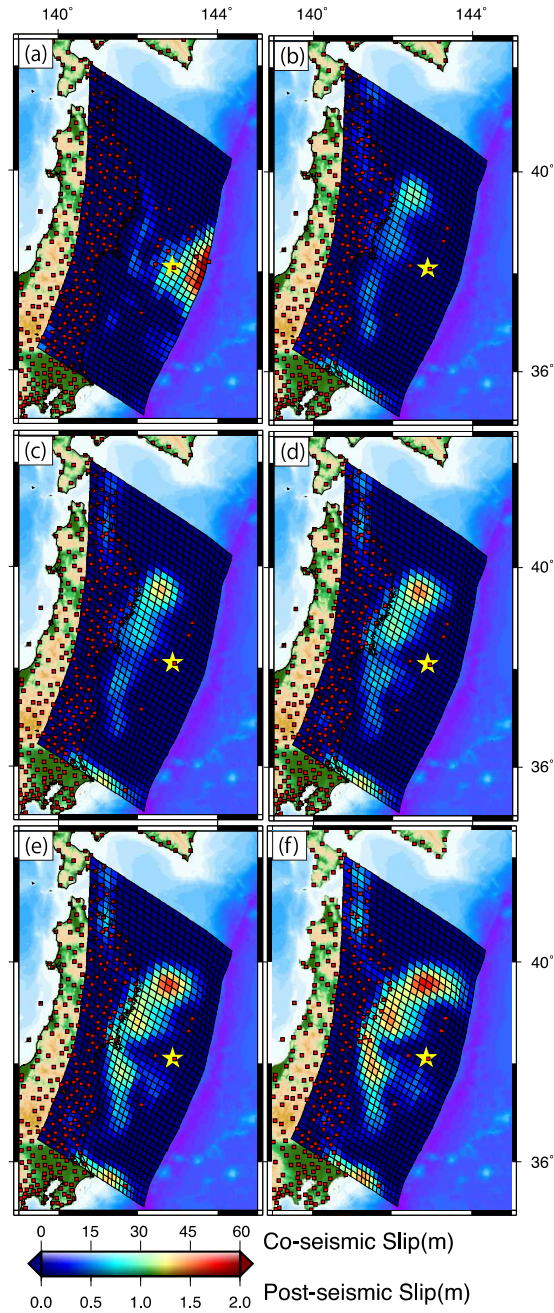 140˚ 144˚ 140˚ 144˚
(a) (b)
40˚
36˚
(c) (d)
40˚
36˚
(e) (f)
40˚
36˚
0 15 30 45 60
Co-seismic Slip(m)
0.0 0.5 1.0 1.5 2.0
Post-seismic Slip(m)